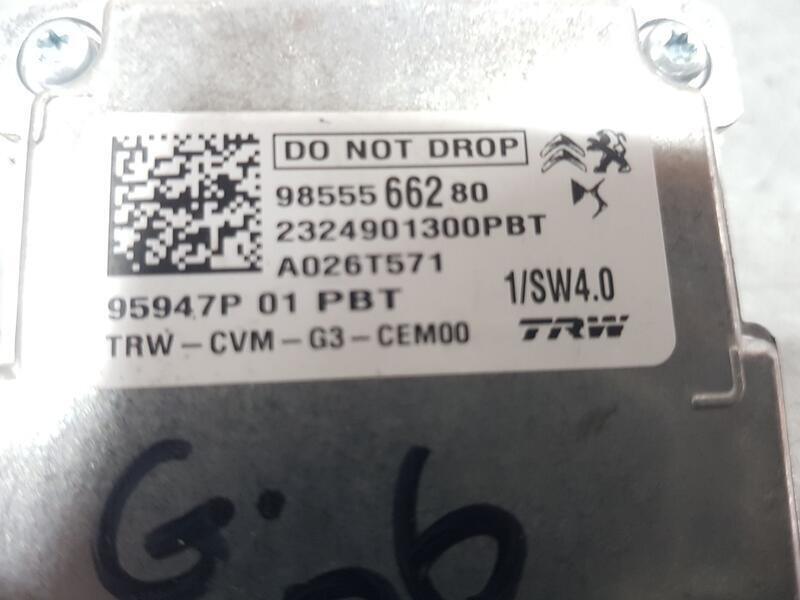 DO NOT DROP
98555 662 80
2324901300PBT
A026T571
95947P 01 PBT
1/SW4.0
TRW-CVM-G3-CEM00
TRW
G.
06